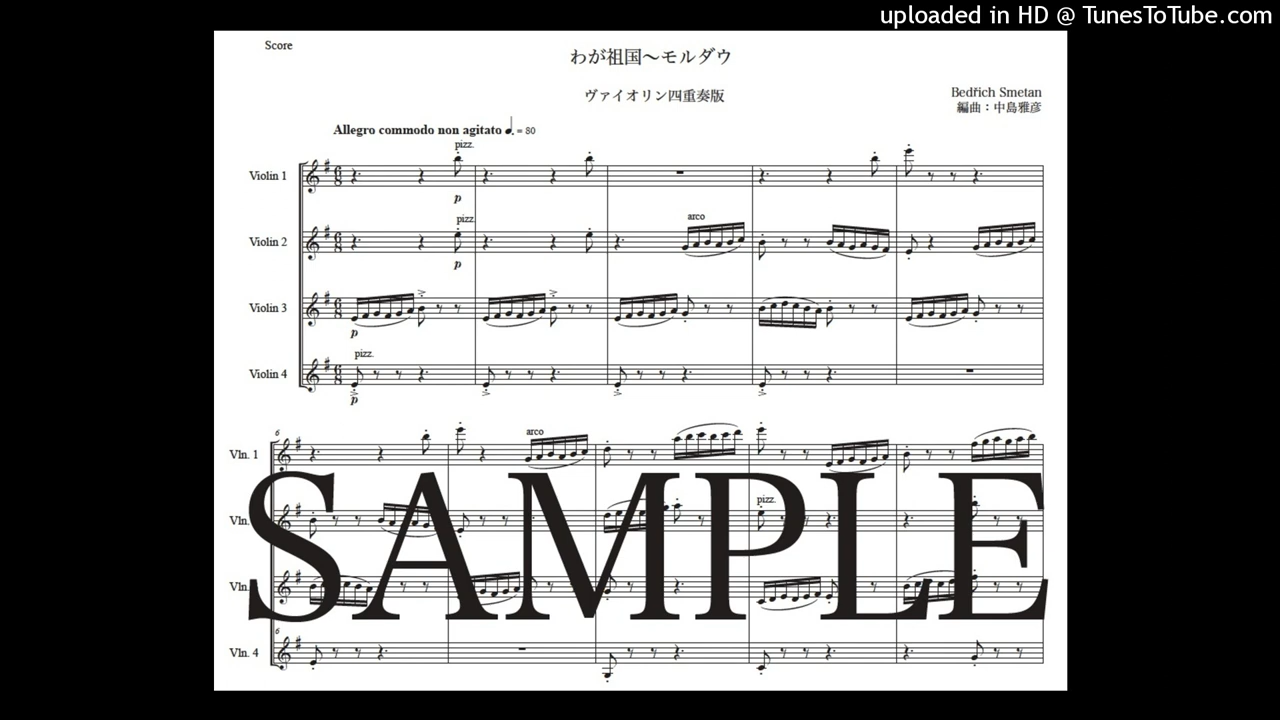 uploaded in HD @ TunesToTube.com
Score
わが祖国～モルダウ
ヴァイオリン四重奏版
Bedřich Smetan
編曲：中島雅彦
Allegro commodo non agitato ♩. = 80
pizz.
Violin 1
p
pizz.
arco
Violin 2
p
Violin 3
p
pizz.
Violin 4
p
6
arco
Vln. 1
pizz.
Vln.
Vln.
6
Vln. 4
SAMPLE